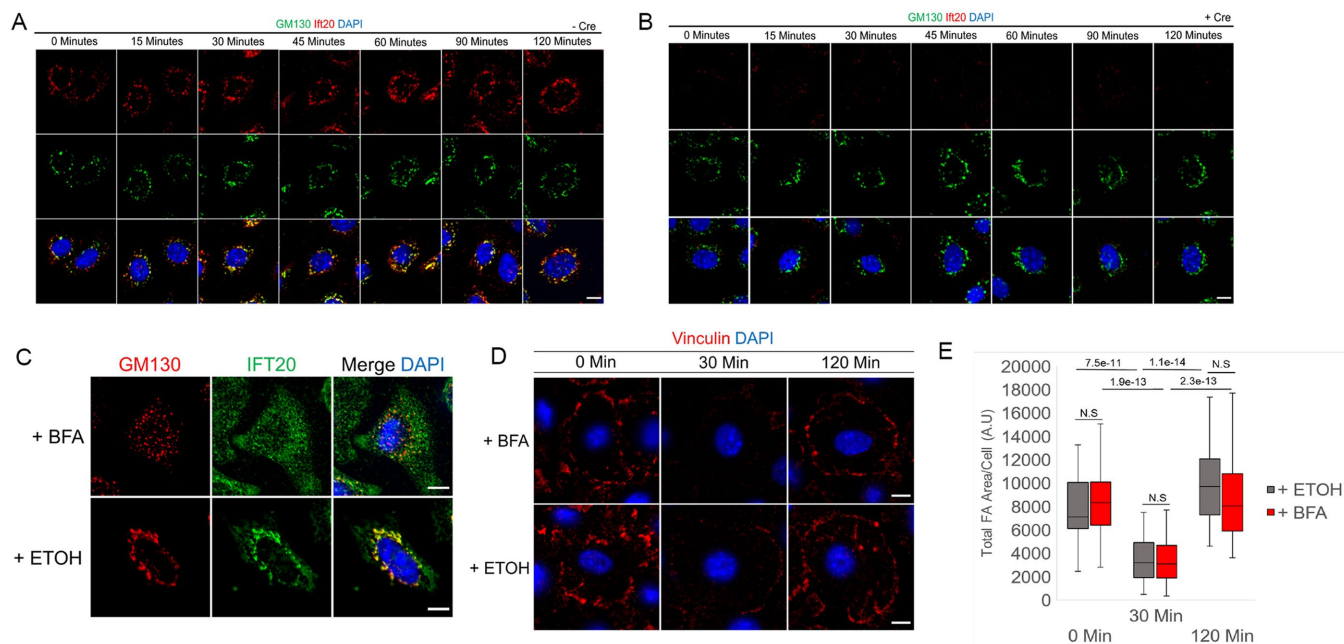 A
GM130 Ift20 DAPI
- Cre
0 Minutes 15 Minutes 30 Minutes 45 Minutes 60 Minutes 90 Minutes 120 Minutes
B
GM130 Ift20 DAPI
+ Cre
0 Minutes 15 Minutes 30 Minutes 45 Minutes 60 Minutes 90 Minutes 120 Minutes
C
GM130 IFT20 Merge DAPI
+ BFA
+ ETOH
D
Vinculin DAPI
0 Min 30 Min 120 Min
+ BFA
+ ETOH
E
Total FA Area/Cell (A.U)
20000
18000
16000
14000
12000
10000
8000
6000
4000
2000
0
7.5e-11 1.1e-14 N.S
1.9e-13 2.3e-13
N.S
N.S
+ ETOH
+ BFA
30 Min
0 Min 120 Min